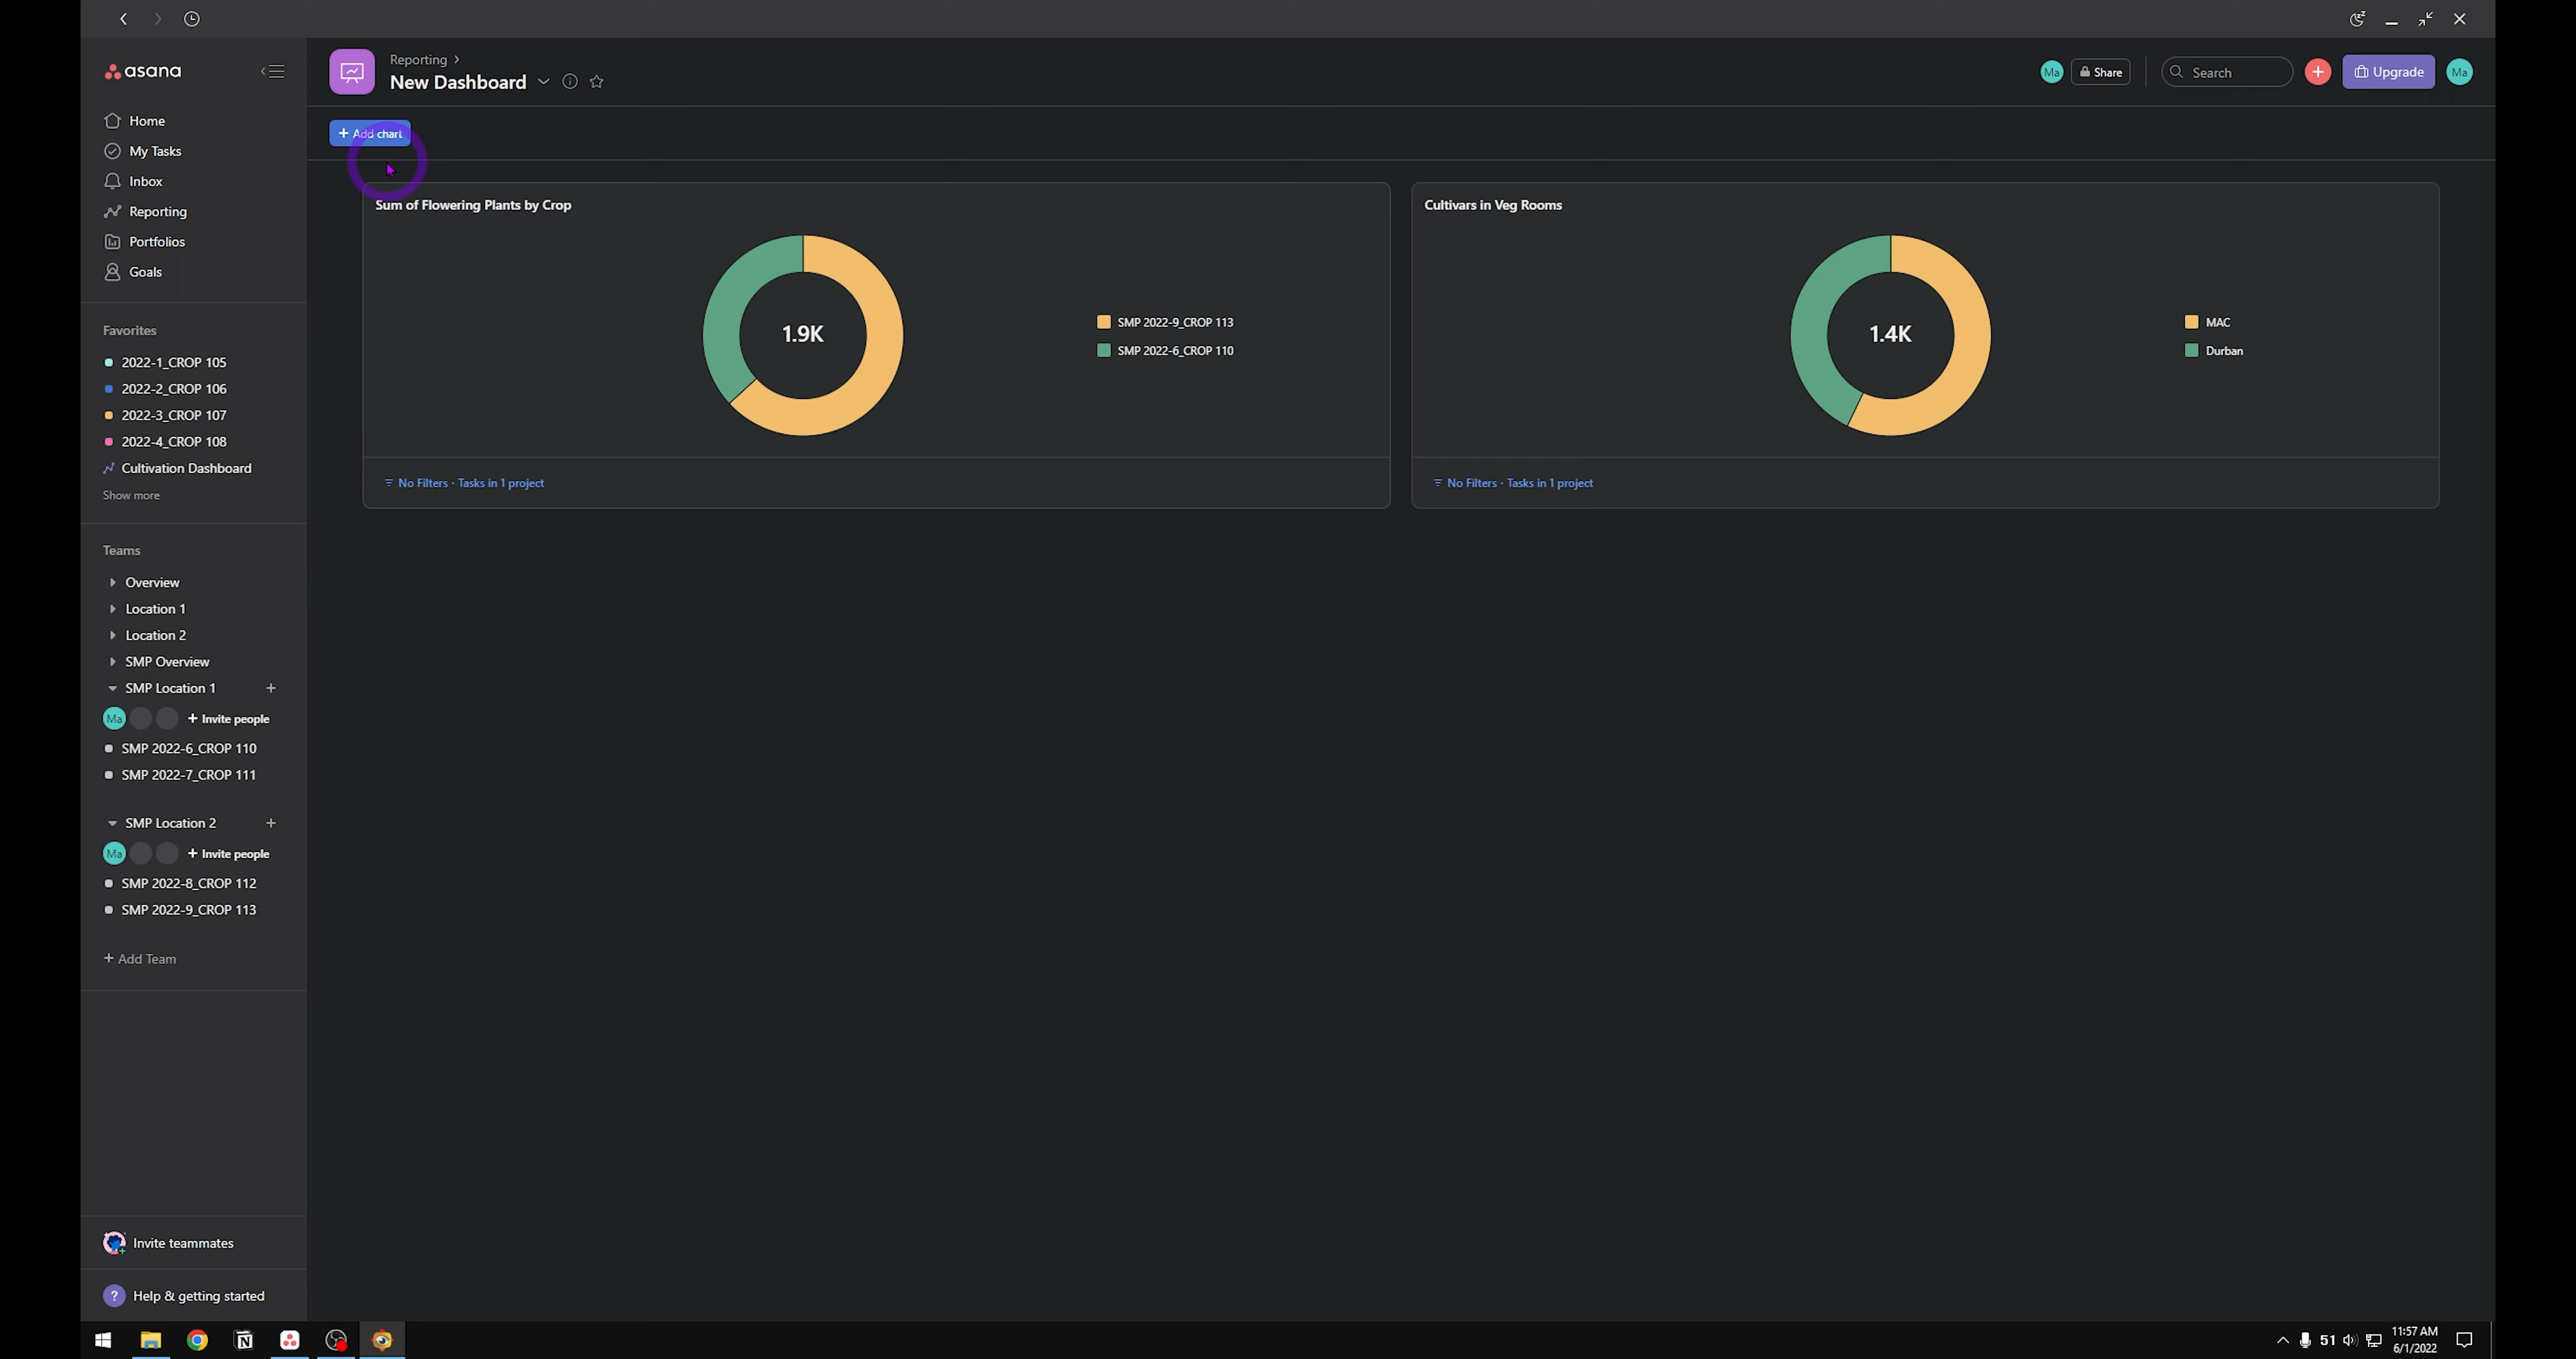 asana
Home
My Tasks
Inbox
Reporting
Portfolios
Goals
Favorites
2022-1_CROP 105
2022-2_CROP 106
2022-3_CROP 107
2022-4_CROP 108
Cultivation Dashboard
Show more
Teams
Overview
Location 1
Location 2
SMP Overview
SMP Location 1
Ma + Invite people
SMP 2022-6_CROP 110
SMP 2022-7_CROP 111
SMP Location 2
Ma + Invite people
SMP 2022-8_CROP 112
SMP 2022-9_CROP 113
+ Add Team
Invite teammates
? Help & getting started
Reporting >
New Dashboard
Ma Share Search + Upgrade Ma
+ Add chart
Sum of Flowering Plants by Crop
1.9K
SMP 2022-9_CROP 113
SMP 2022-6_CROP 110
No Filters · Tasks in 1 project
Cultivars in Veg Rooms
1.4K
MAC
Durban
No Filters · Tasks in 1 project
51
11:57 AM
6/1/2022